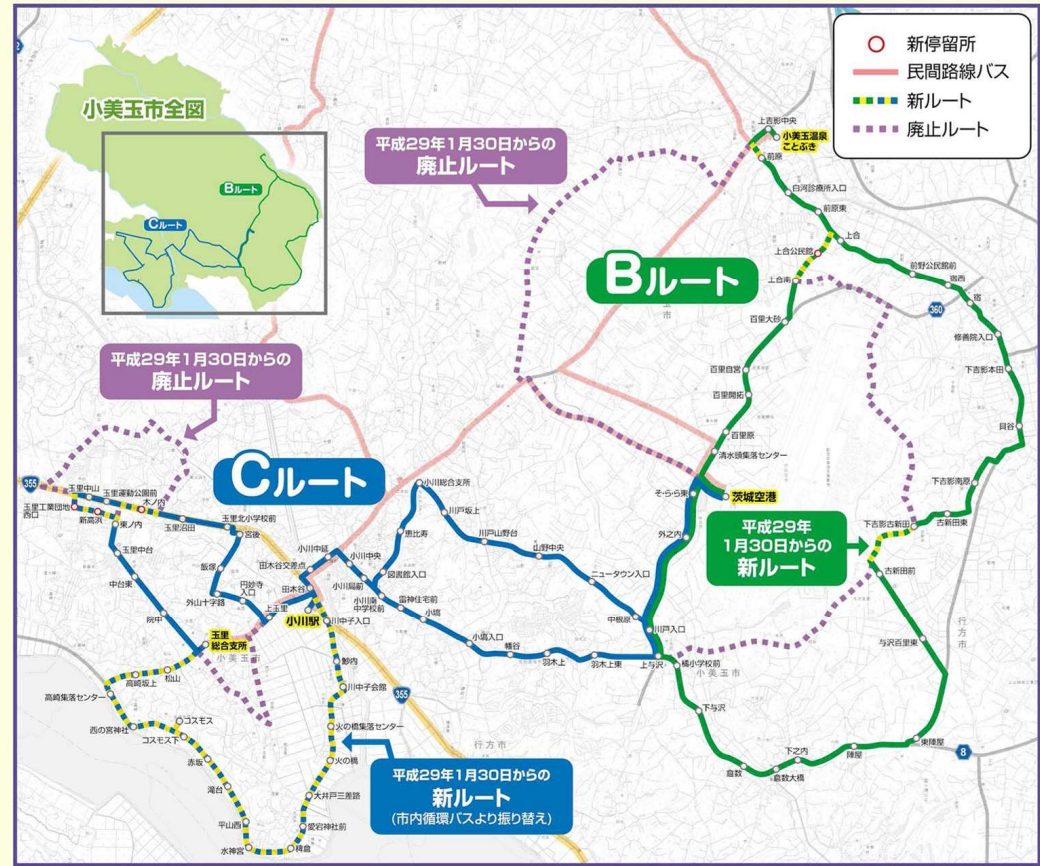 新停留所
民間路線バス
新ルート
廃止ルート
小美玉市全図
Bルート
Cルート
平成29年1月30日からの
廃止ルート
Bルート
上吉影中央
小美玉温泉
ことぶき
前原
白河診療所入口
前原東
上合
上合公民館
上合南
前野公民館前
宿西
宿
360
修善院入口
下吉影本田
貝谷
百里大砂
百里自営
百里開拓
百里原
清水頭集落センター
そ・ら・ら東
茨城空港
外之内
下吉影南原
古新田東
下吉影古新田
古新田前
平成29年
1月30日からの
新ルート
与沢百里東
行方市
橘小学校前
小美玉市
下与沢
倉数
倉数大橋
下之内
陣屋
東陣屋
8
平成29年1月30日からの
廃止ルート
Cルート
355
玉里中山
玉里運動公園前
木ノ内
玉里工業団地
西口
新高浜
東ノ内
玉里沼田
玉里北小学校前
宮後
玉里中台
中台東
院中
飯塚
外山十字路
円妙寺
入口
上玉里
田木谷交差点
田木谷
小川駅
小川中延
小川中央
小川局前
小川南
中学校前
図書館入口
恵比寿
小川総合支所
川戸坂上
川戸山野台
山野中央
ニュータウン入口
中根原
川戸入口
上与沢
雷神住宅前
小塙
小塙入口
幡谷
羽木上
羽木上東
玉里
総合支所
小美玉市
松山
高崎坂上
高崎集落センター
西の宮神社
コスモス
コスモス下
赤坂
滝台
平山西
水神宮
稗倉
愛宕神社前
大井戸三差路
火の橋
火の橋集落センター
川中子会館
鮒内
川中子入口
355
行方市
平成29年1月30日からの
新ルート
(市内循環バスより振り替え)